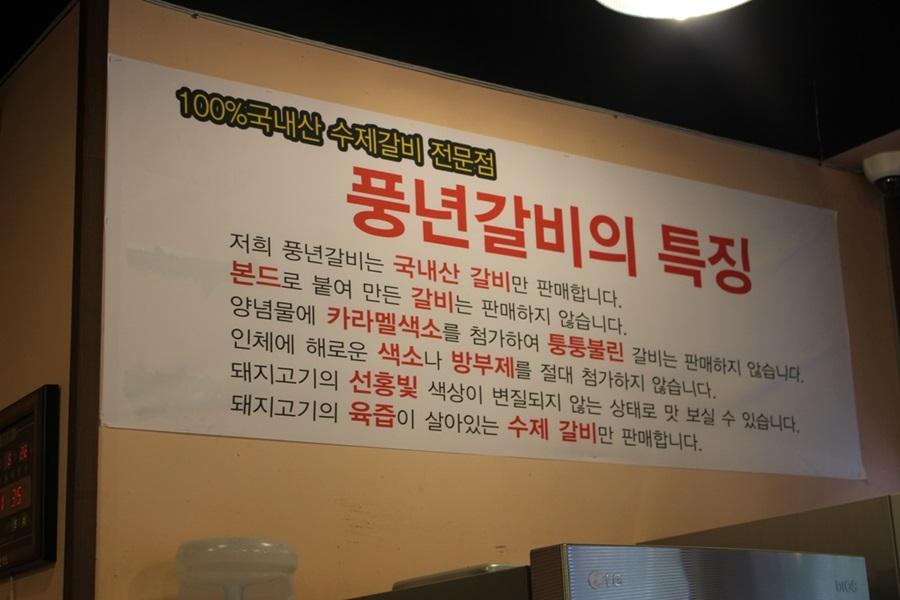 100%국내산 수제갈비 전문점
풍년갈비의 특징
저희 풍년갈비는 국내산 갈비만 판매합니다.
본드로 붙여 만든 갈비는 판매하지 않습니다.
양념물에 카라멜색소를 첨가하여 퉁퉁불린 갈비는 판매하지 않습니다.
인체에 해로운 색소나 방부제를 절대 첨가하지 않습니다.
돼지고기의 선홍빛 색상이 변질되지 않는 상태로 맛 보실 수 있습니다.
돼지고기의 육즙이 살아있는 수제 갈비만 판매합니다.
LG
DIOS
35